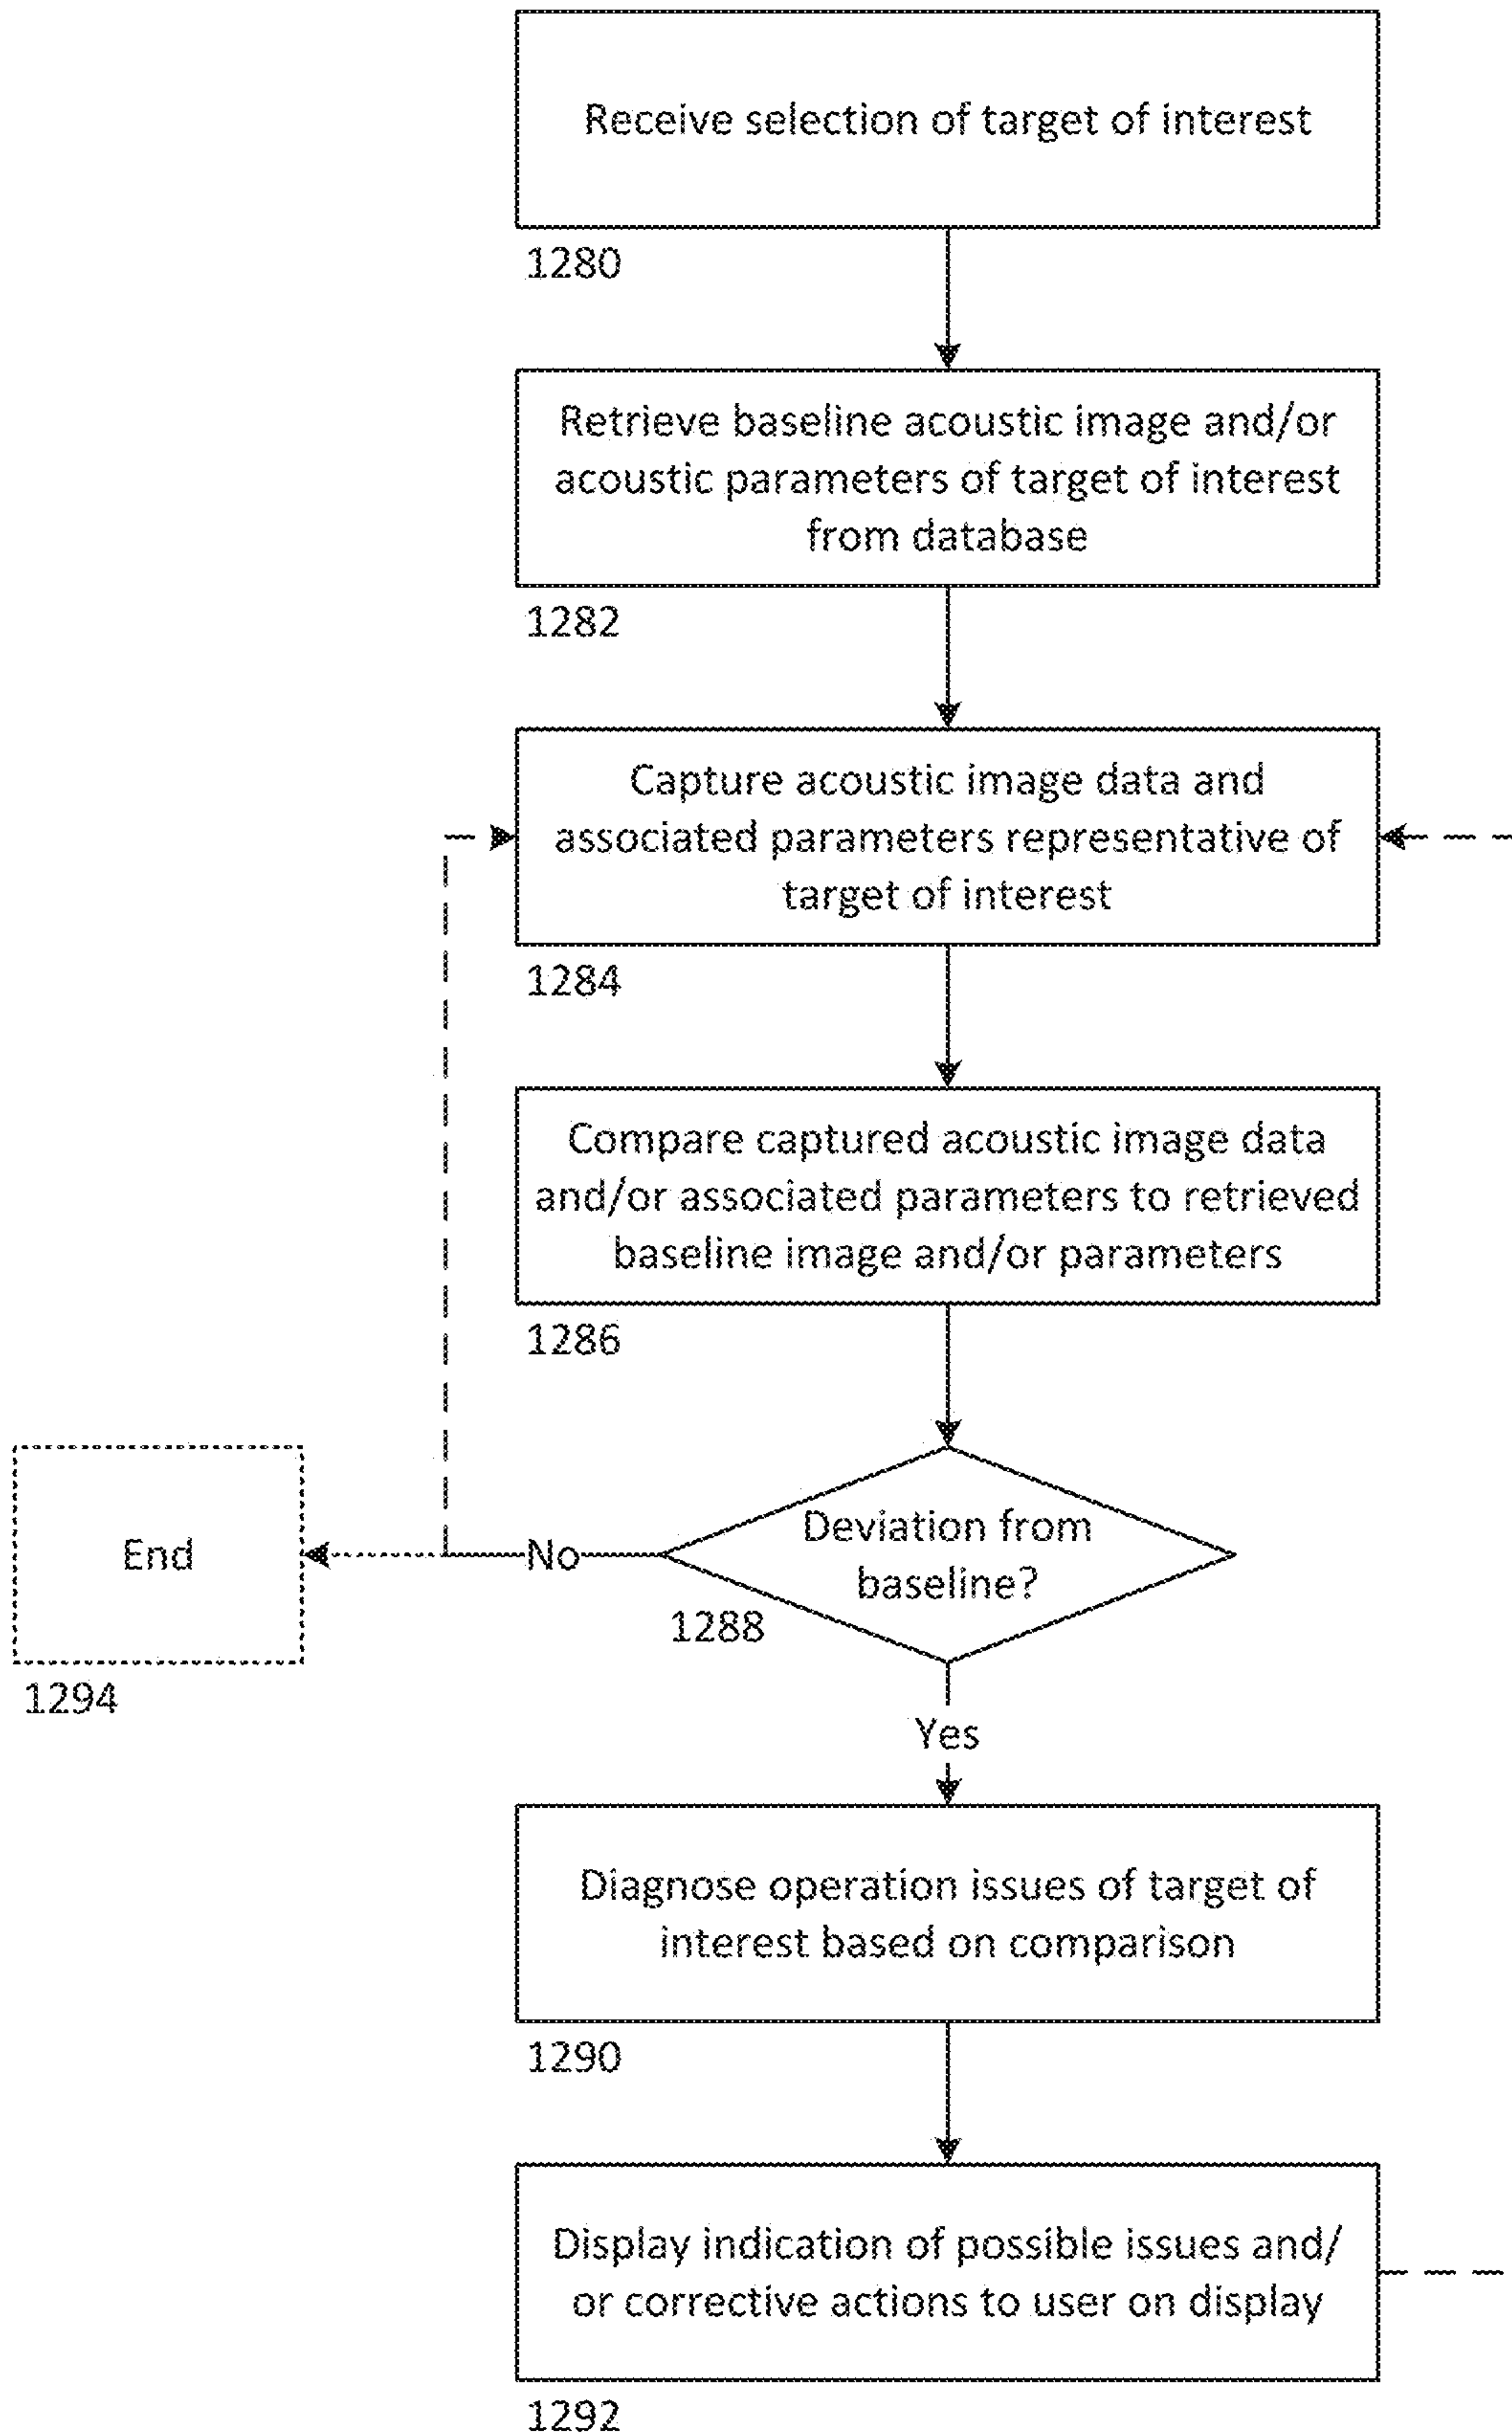 Receive selection of target of interest
1280
Retrieve baseline acoustic image and/or
acoustic parameters of target of interest
from database
1282
Capture acoustic image data and
associated parameters representative of
target of interest
1284
Compare captured acoustic image data
and/or associated parameters to retrieved
baseline image and/or parameters
1286
Deviation from
baseline?
1288
No
End
1294
Yes
Diagnose operation issues of target of
interest based on comparison
1290
Display indication of possible issues and/
or corrective actions to user on display
1292